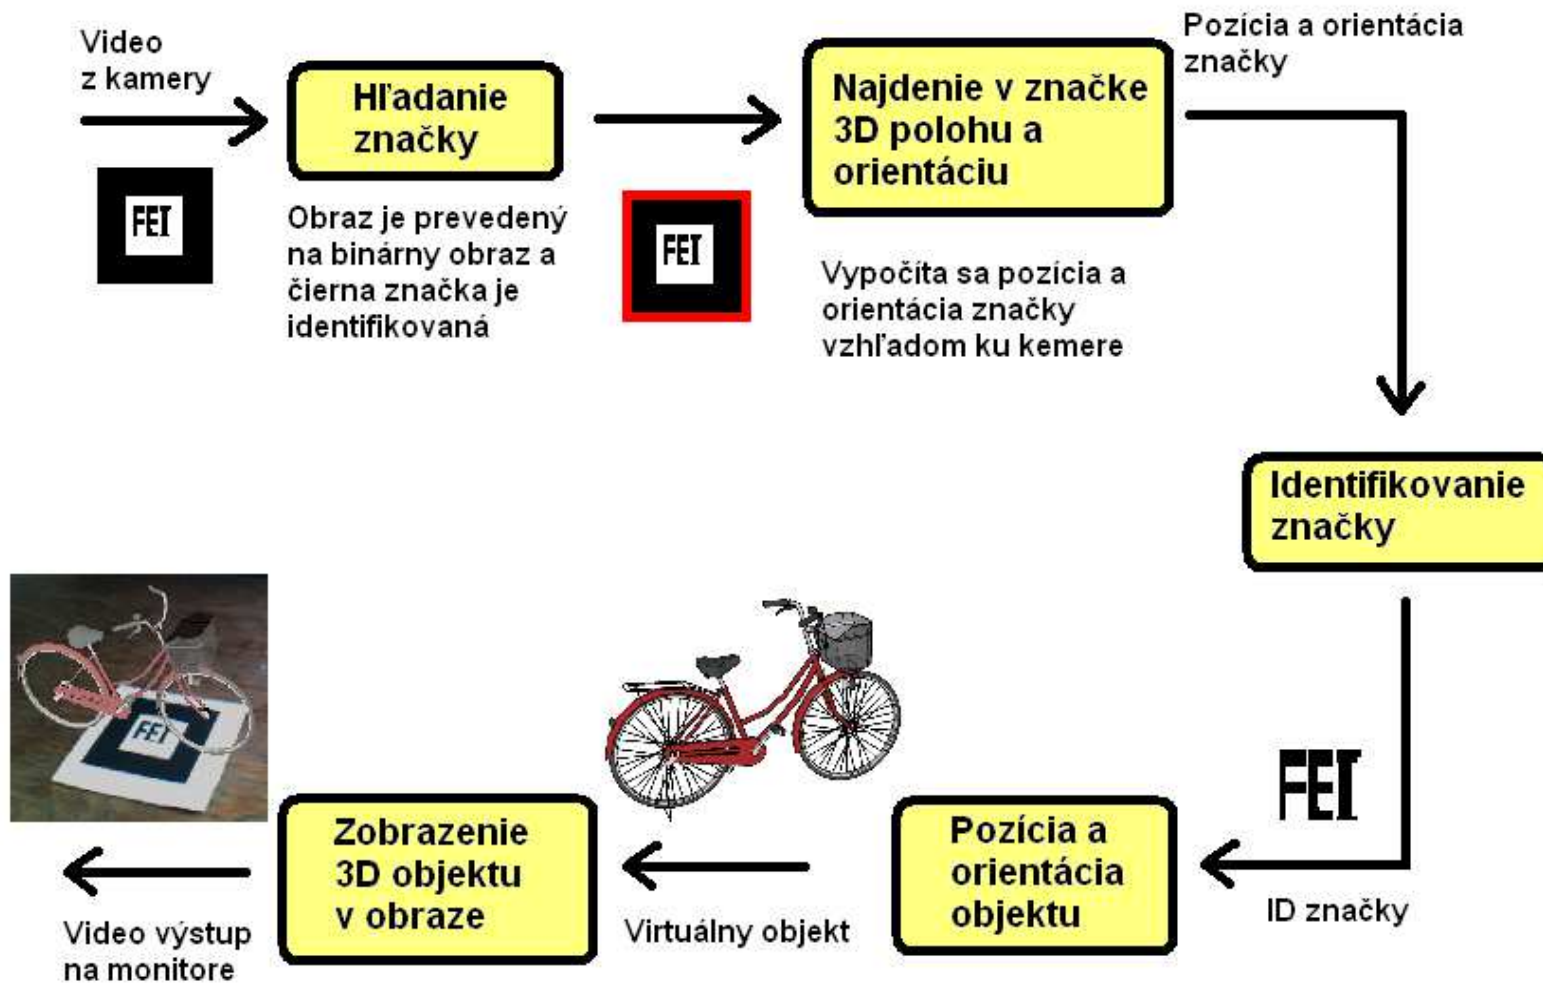 Video
z kamery
FEI
Hľadanie
značky
Obraz je prevedený
na binárny obraz a
čierna značka je
identifikovaná
FEI
Najdenie v značke
3D polohu a
orientáciu
Vypočíta sa pozícia a
orientácia značky
vzhľadom ku kemere
Pozícia a orientácia
značky
Identifikovanie
značky
FEI
ID značky
Pozícia a
orientácia
objektu
Virtuálny objekt
Zobrazenie
3D objektu
v obraze
FEI
Video výstup
na monitore